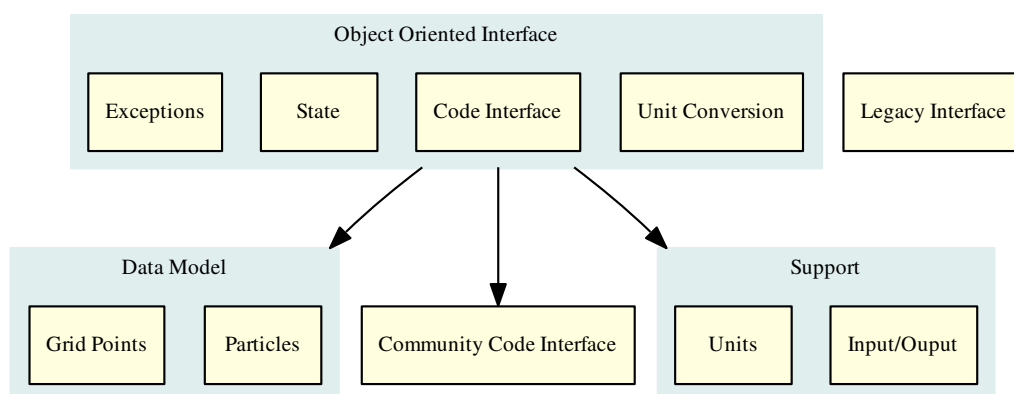 Object Oriented Interface
Exceptions
State
Code Interface
Unit Conversion
Legacy Interface
Data Model
Support
Grid Points
Particles
Community Code Interface
Units
Input/Ouput